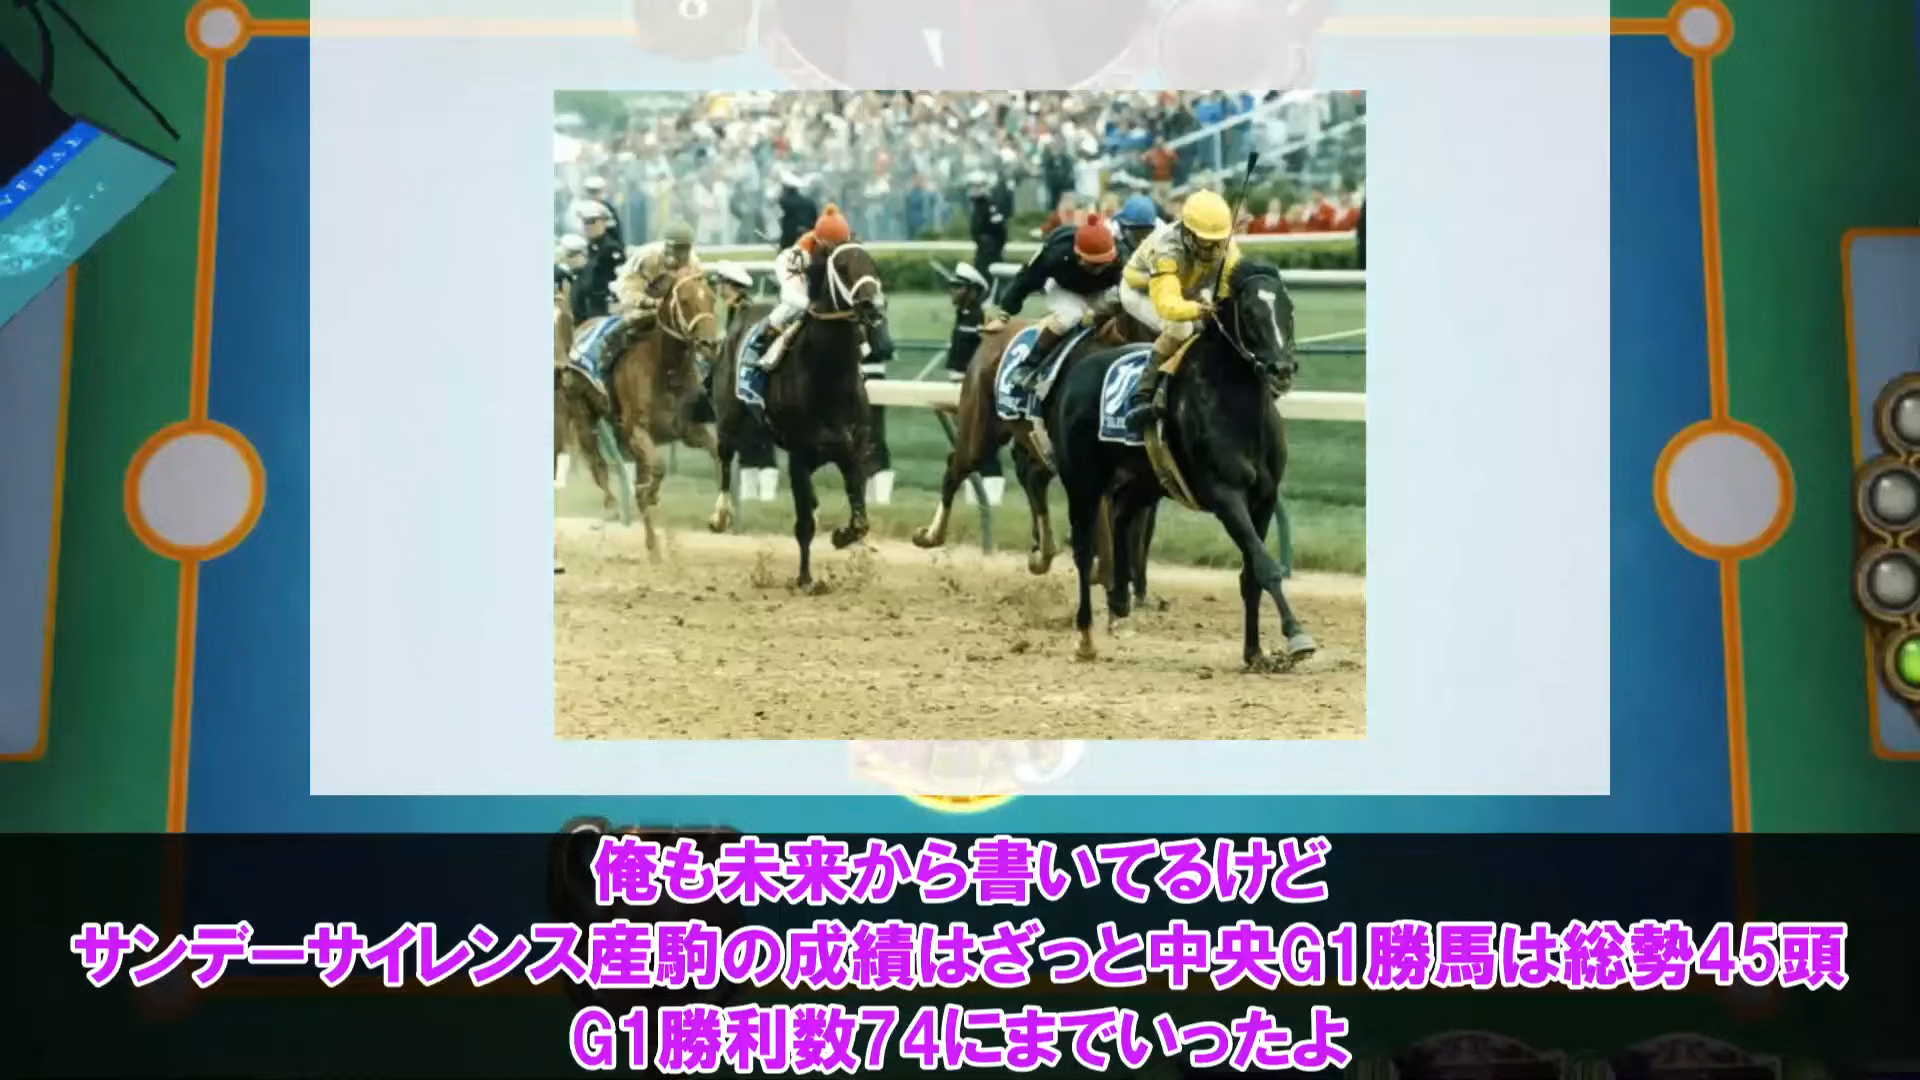 俺も未来から書いてるけど
サンデーサイレンス産駒の成績はざっと中央G1勝馬は総勢45頭
G1勝利数74にまでいったよ